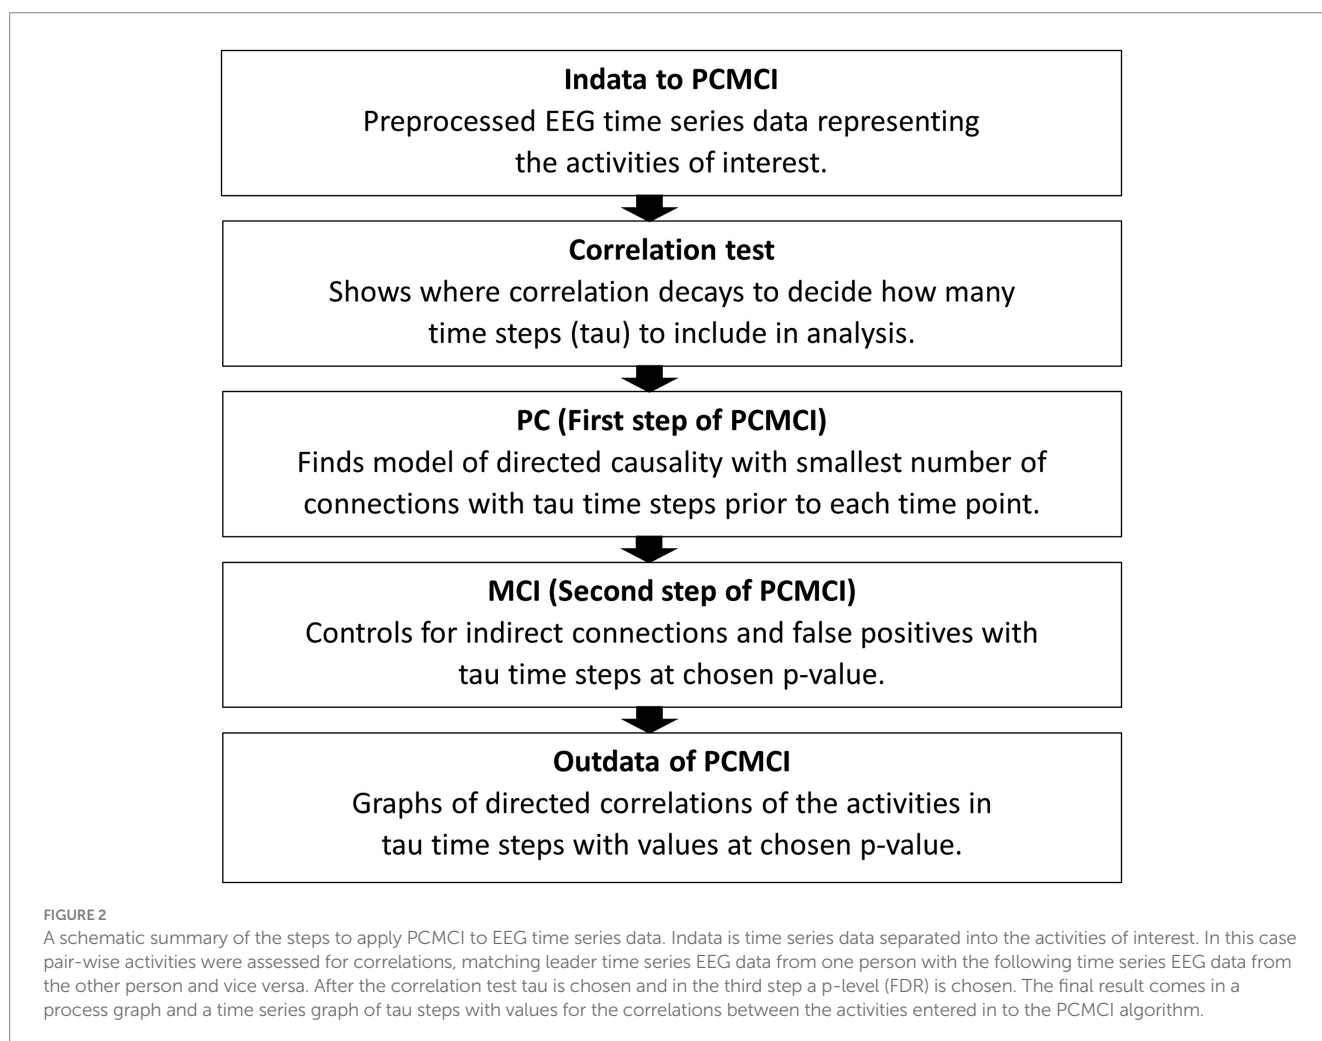 Indata to PCMCI
Preprocessed EEG time series data representing
the activities of interest.
Correlation test
Shows where correlation decays to decide how many
time steps (tau) to include in analysis.
PC (First step of PCMCI)
Finds model of directed causality with smallest number of
connections with tau time steps prior to each time point.
MCI (Second step of PCMCI)
Controls for indirect connections and false positives with
tau time steps at chosen p-value.
Outdata of PCMCI
Graphs of directed correlations of the activities in
tau time steps with values at chosen p-value.
FIGURE 2
A schematic summary of the steps to apply PCMCI to EEG time series data. Indata is time series data separated into the activities of interest. In this case
pair-wise activities were assessed for correlations, matching leader time series EEG data from one person with the following time series EEG data from
the other person and vice versa. After the correlation test tau is chosen and in the third step a p-level (FDR) is chosen. The final result comes in a
process graph and a time series graph of tau steps with values for the correlations between the activities entered in to the PCMCI algorithm.